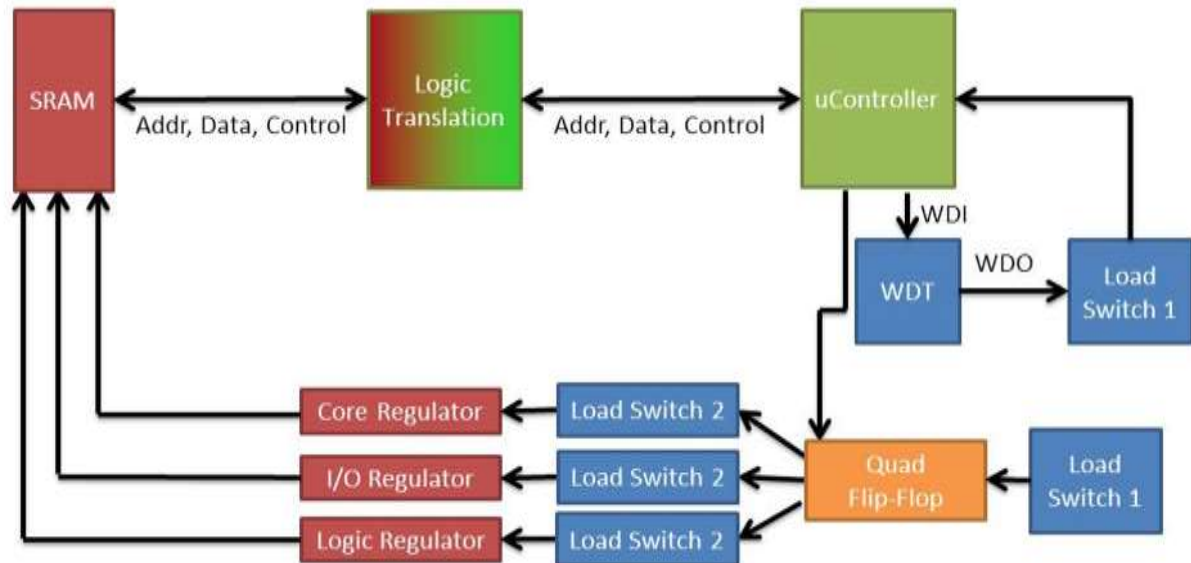 SRAM
Addr, Data, Control
Logic
Translation
Addr, Data, Control
uController
WDI
WDT
WDO
Load
Switch 1
Core Regulator
Load Switch 2
I/O Regulator
Load Switch 2
Logic Regulator
Load Switch 2
Quad
Flip-Flop
Load
Switch 1